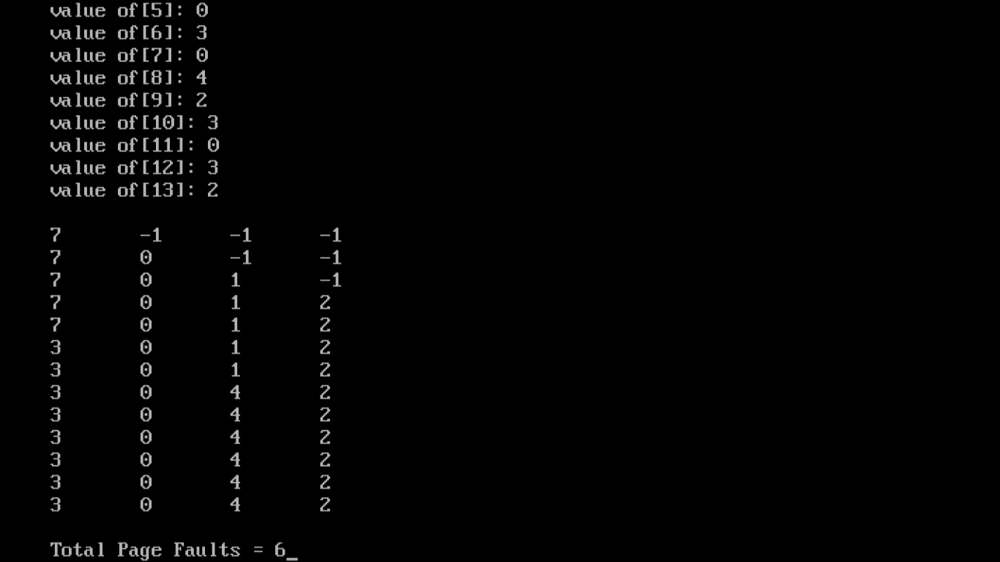 value of[5]: 0
value of[6]: 3
value of[7]: 0
value of[8]: 4
value of[9]: 2
value of[10]: 3
value of[11]: 0
value of[12]: 3
value of[13]: 2
7 -1 -1 -1
7 0 -1 -1
7 0 1 -1
7 0 1 2
7 0 1 2
3 0 1 2
3 0 1 2
3 0 4 2
3 0 4 2
3 0 4 2
3 0 4 2
3 0 4 2
3 0 4 2
Total Page Faults = 6_